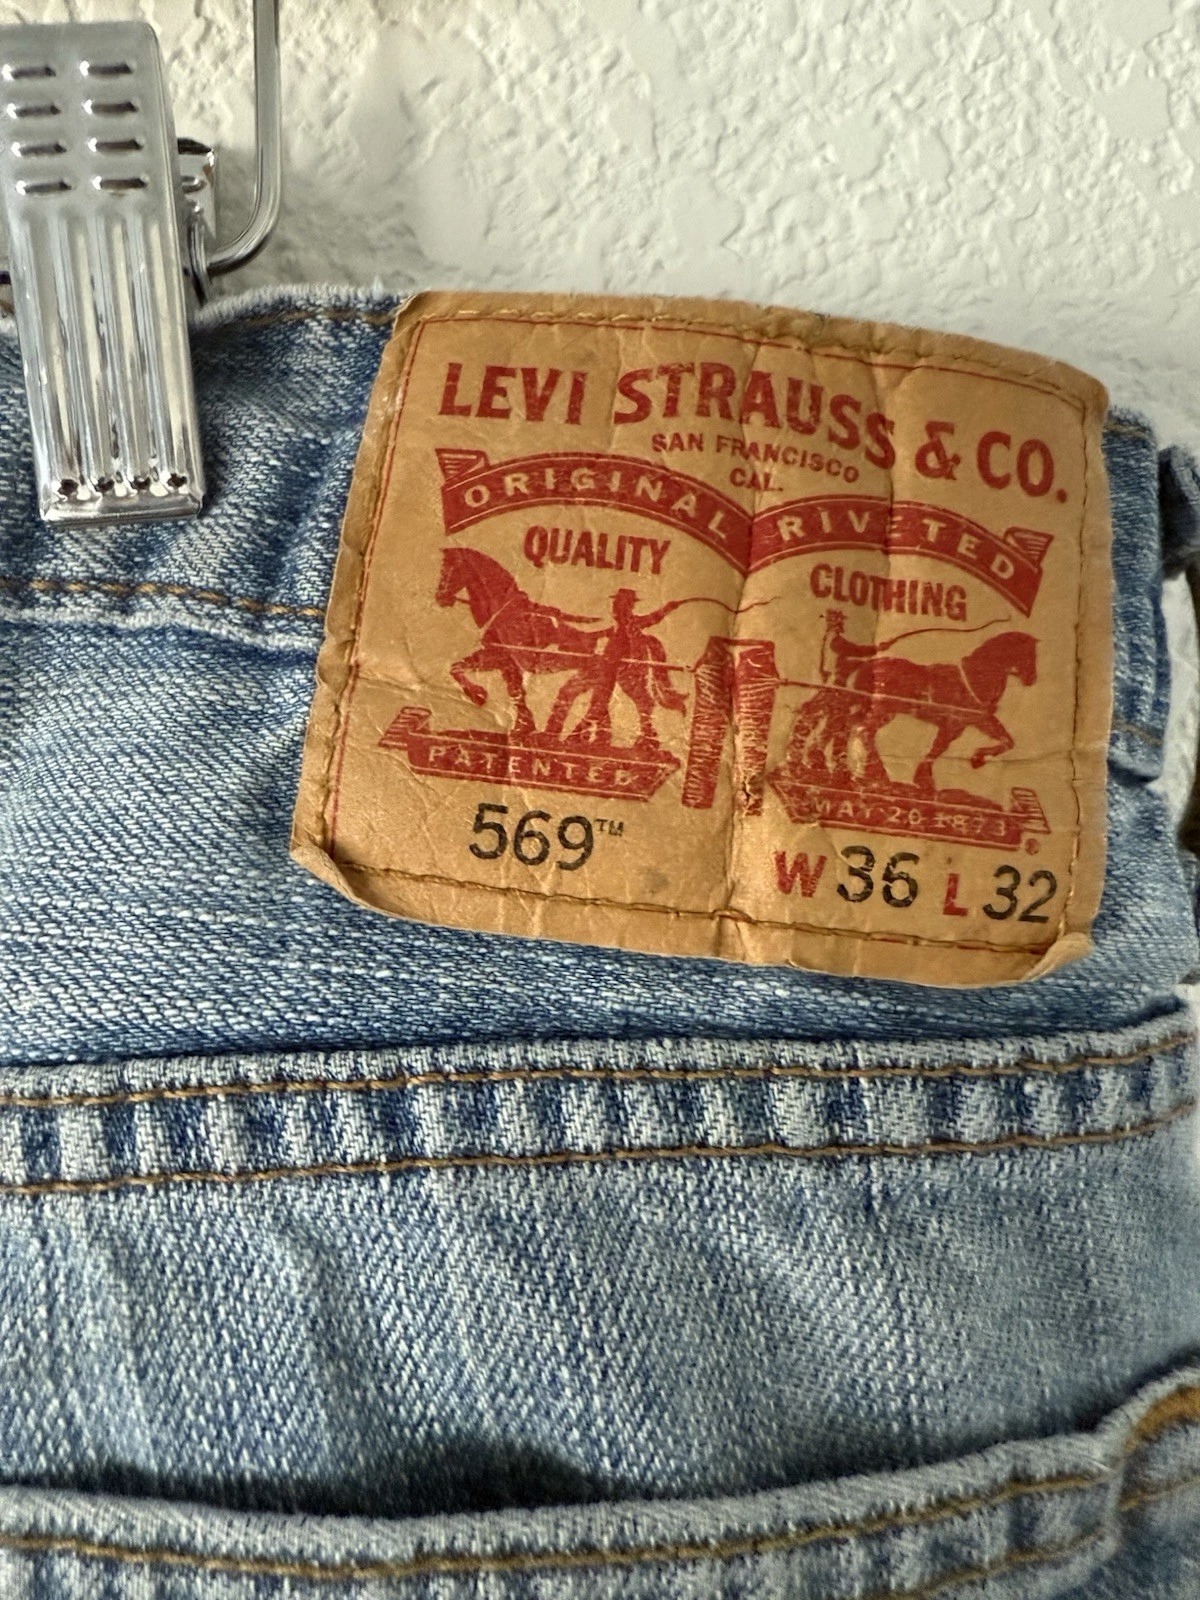 LEVI STRAUSS & CO.
SAN FRANCISCO
CAL.
ORIGINAL RIVETED
QUALITY CLOTHING
PATENTED MAY 20 1873
®
569™
W 36 L 32